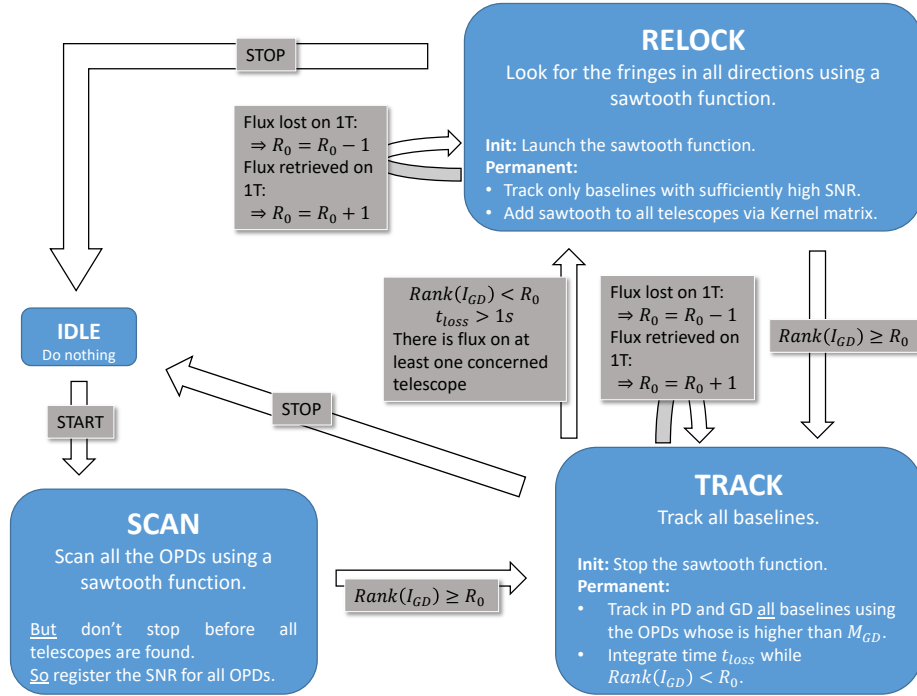 RELOCK
Look for the fringes in all directions using a
sawtooth function.
Init: Launch the sawtooth function.
Permanent:
• Track only baselines with sufficiently high SNR.
• Add sawtooth to all telescopes via Kernel matrix.
STOP
Flux lost on 1T:
⇒ R₀ = R₀ − 1
Flux retrieved on
1T:
⇒ R₀ = R₀ + 1
IDLE
Do nothing
START
STOP
Rank(I_GD) < R₀
t_loss > 1s
There is flux on at
least one concerned
telescope
Flux lost on 1T:
⇒ R₀ = R₀ − 1
Flux retrieved on
1T:
⇒ R₀ = R₀ + 1
Rank(I_GD) ≥ R₀
SCAN
Scan all the OPDs using a
sawtooth function.
But don't stop before all
telescopes are found.
So register the SNR for all OPDs.
Rank(I_GD) ≥ R₀
TRACK
Track all baselines.
Init: Stop the sawtooth function.
Permanent:
• Track in PD and GD all baselines using
the OPDs whose is higher than M_GD.
• Integrate time t_loss while
Rank(I_GD) < R₀.